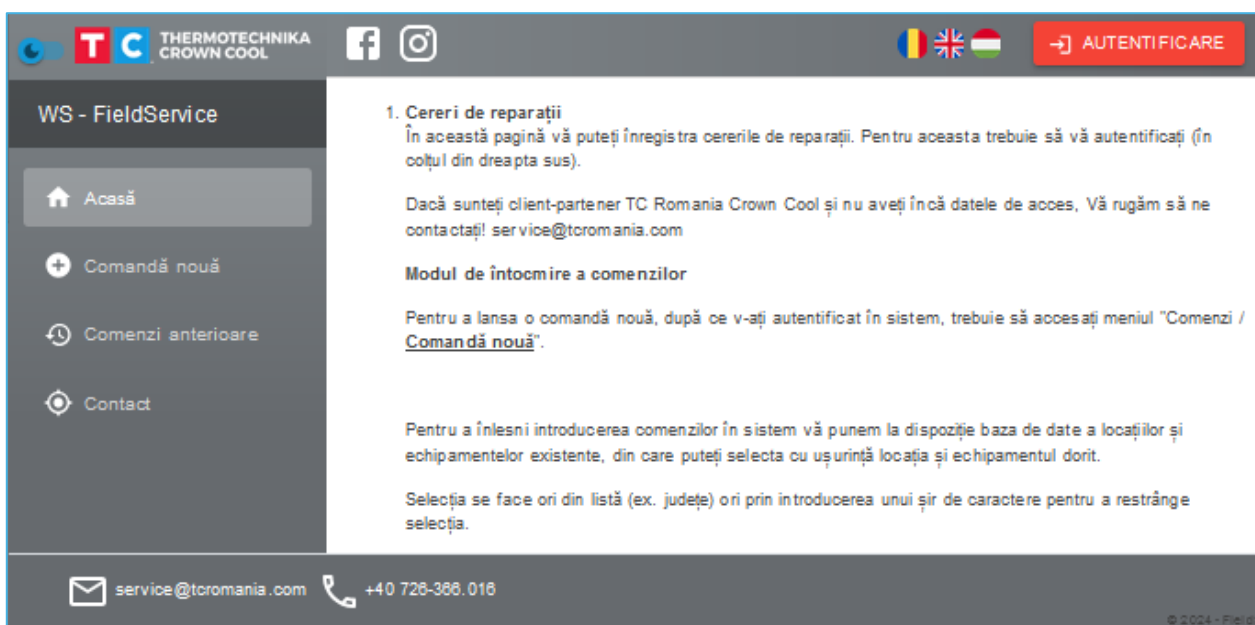 T C THERMOTECHNIKA
CROWN COOL
AUTENTIFICARE
WS - FieldService
Acasă
Comandă nouă
Comenzi anterioare
Contact
1. Cereri de reparații
În această pagină vă puteți înregistra cererile de reparații. Pentru aceasta trebuie să vă autentificați (în
colțul din dreapta sus).
Dacă sunteți client-partener TC Romania Crown Cool și nu aveți încă datele de acces, Vă rugăm să ne
contactați! service@tcromania.com
Modul de întocmire a comenzilor
Pentru a lansa o comandă nouă, după ce v-ați autentificat în sistem, trebuie să accesați meniul "Comenzi /
Comandă nouă".
Pentru a înlesni introducerea comenzilor în sistem vă punem la dispoziție baza de date a locațiilor și
echipamentelor existente, din care puteți selecta cu ușurință locația și echipamentul dorit.
Selecția se face ori din listă (ex. județe) ori prin introducerea unui șir de caractere pentru a restrânge
selecția.
service@tcromania.com
+40 726-366.016
© 2024 - Field